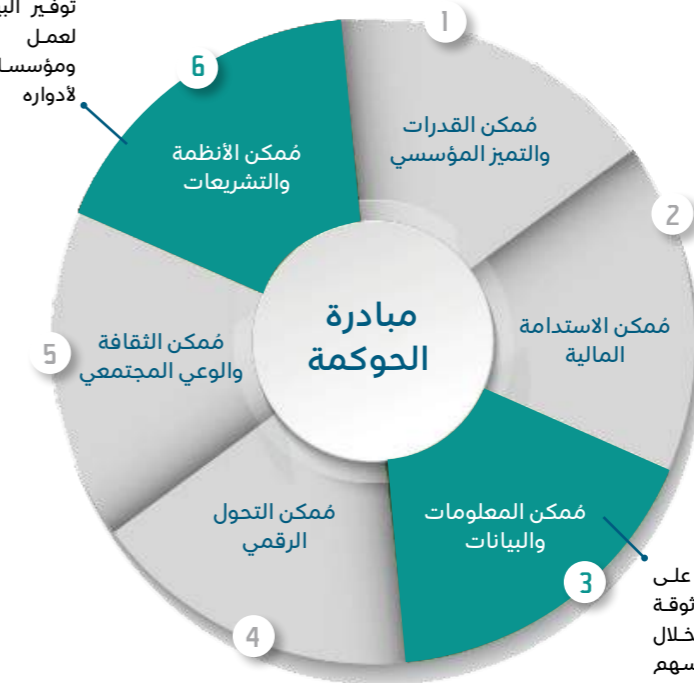 توفير
لعمل
لأدواره
6
مُمكن الأنظمة
والتشريعات
1
مُمكن القدرات
والتميز المؤسسي
2
مُمكن الاستدامة
المالية
مبادرة
الحوكمة
5
مُمكن الثقافة
والوعي المجتمعي
مُمكن التحول
الرقمي
4
مُمكن المعلومات
والبيانات
3
على